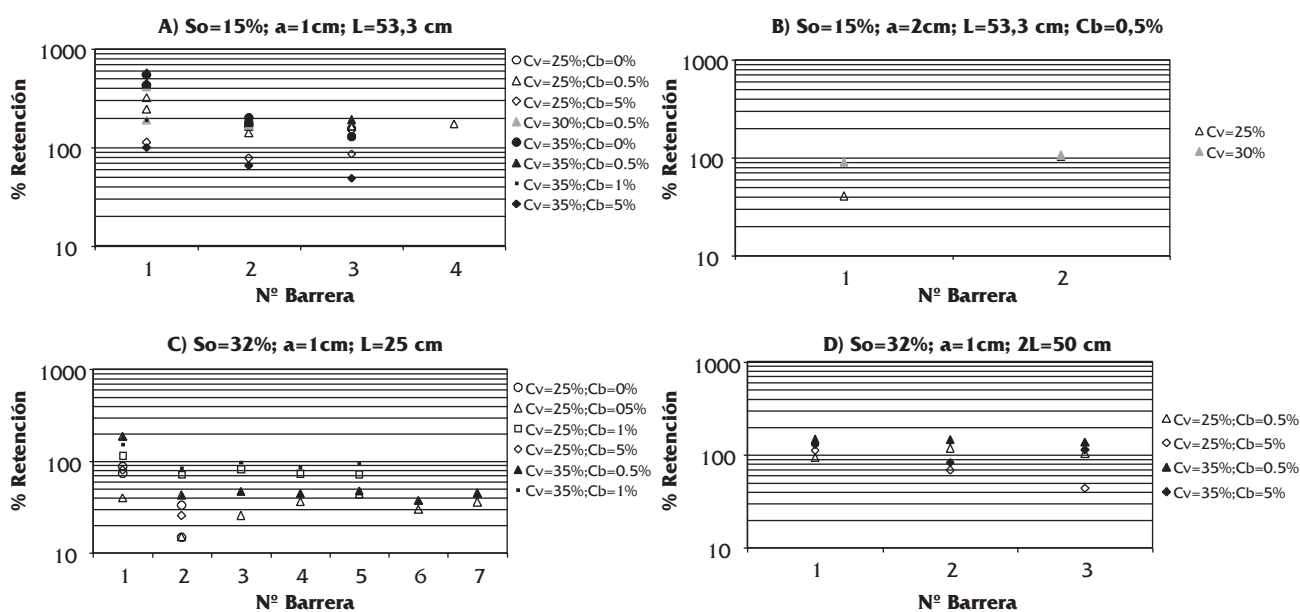 A) So=15%; a=1cm; L=53,3 cm
% Retención
1000
100
10
1 2 3 4
Nº Barrera
Cv=25%;Cb=0%
Cv=25%;Cb=0.5%
Cv=25%;Cb=5%
Cv=30%;Cb=0.5%
Cv=35%;Cb=0%
Cv=35%;Cb=0.5%
Cv=35%;Cb=1%
Cv=35%;Cb=5%
B) So=15%; a=2cm; L=53,3 cm; Cb=0,5%
% Retención
1000
100
10
1 2
Nº Barrera
Cv=25%
Cv=30%
C) So=32%; a=1cm; L=25 cm
% Retención
1000
100
10
1 2 3 4 5 6 7
Nº Barrera
Cv=25%;Cb=0%
Cv=25%;Cb=05%
Cv=25%;Cb=1%
Cv=25%;Cb=5%
Cv=35%;Cb=0.5%
Cv=35%;Cb=1%
D) So=32%; a=1cm; 2L=50 cm
% Retención
1000
100
10
1 2 3
Nº Barrera
Cv=25%;Cb=0.5%
Cv=25%;Cb=5%
Cv=35%;Cb=0.5%
Cv=35%;Cb=5%